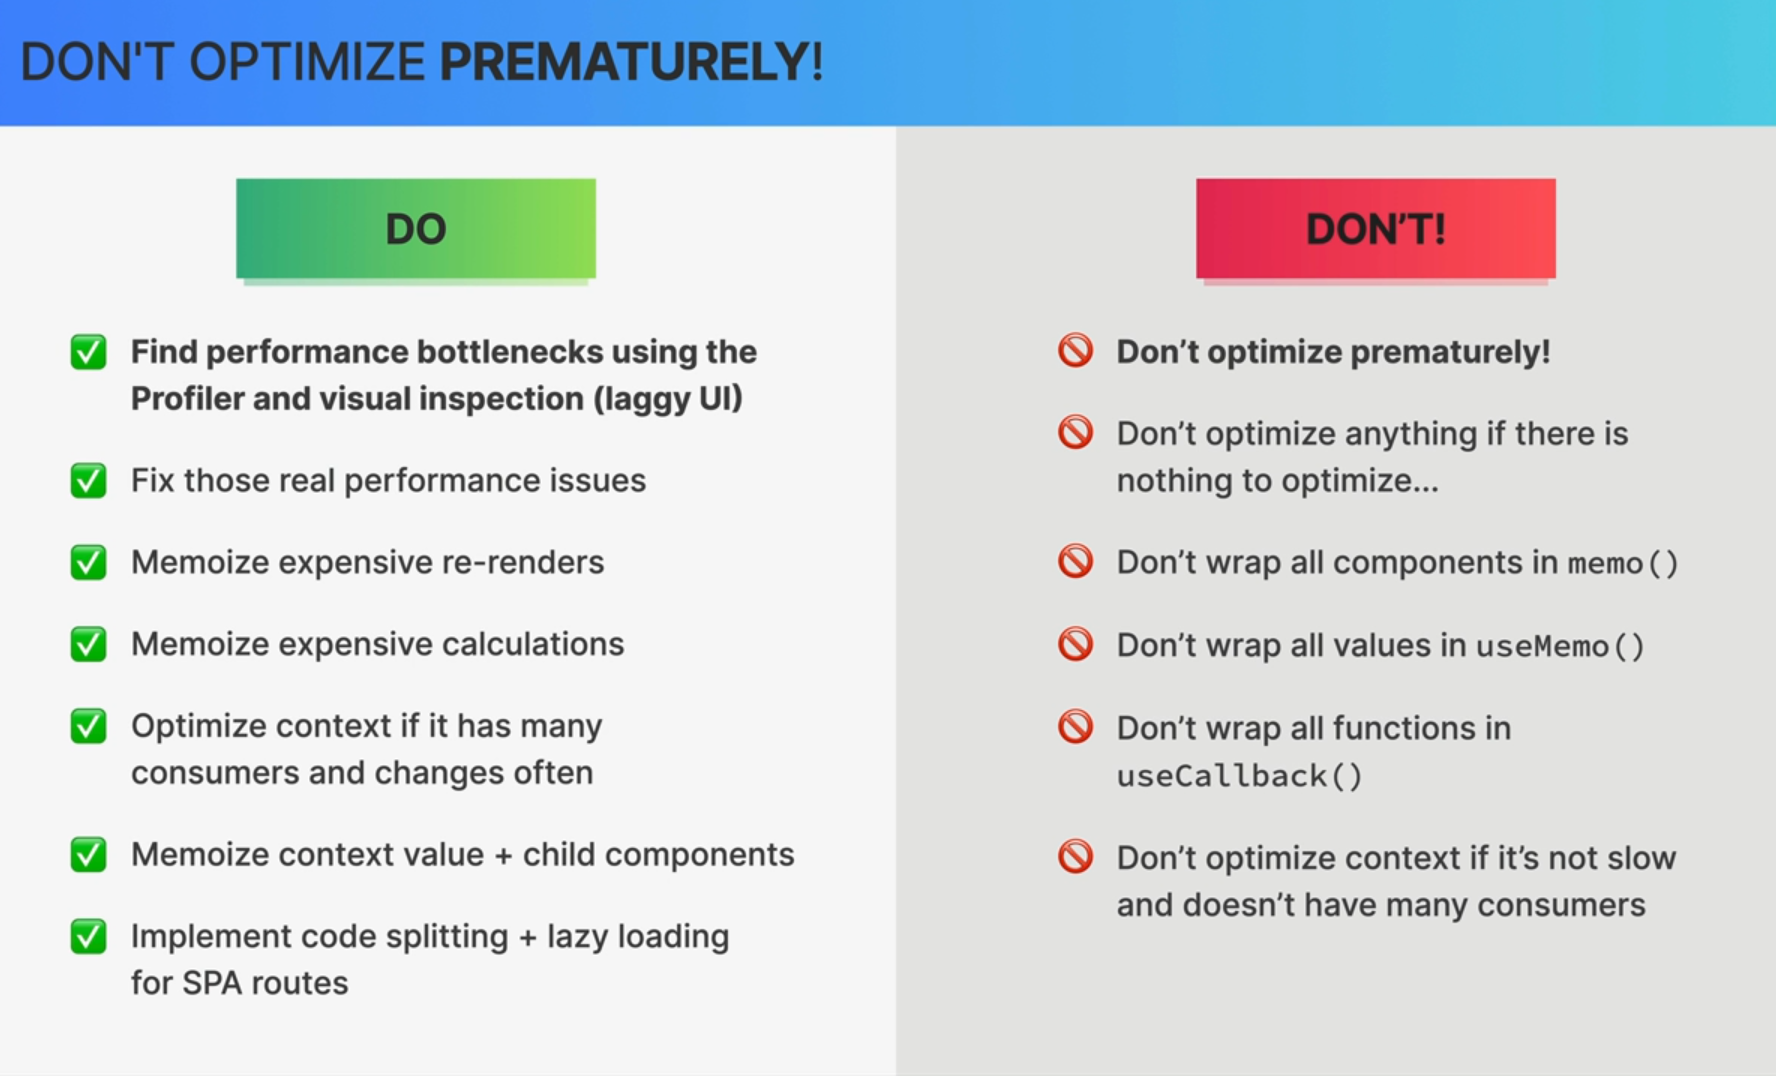 DON'T OPTIMIZE PREMATURELY!
DO
Find performance bottlenecks using the
Profiler and visual inspection (laggy UI)
Fix those real performance issues
Memoize expensive re-renders
Memoize expensive calculations
Optimize context if it has many
consumers and changes often
Memoize context value + child components
Implement code splitting + lazy loading
for SPA routes
DON’T!
Don’t optimize prematurely!
Don’t optimize anything if there is
nothing to optimize...
Don’t wrap all components in memo()
Don’t wrap all values in useMemo()
Don’t wrap all functions in
useCallback()
Don’t optimize context if it’s not slow
and doesn’t have many consumers